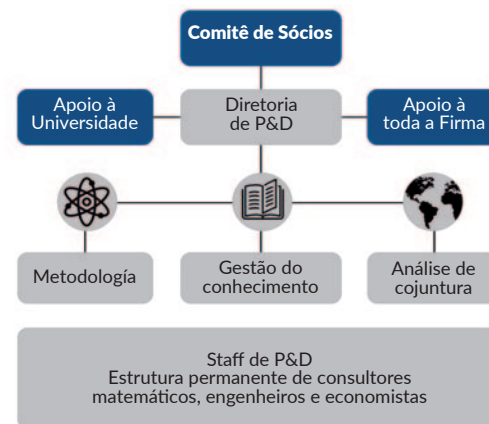 Comitê de Sócios
Apoio à
Universidade
Diretoria
de P&D
Apoio à
toda a Firma
Metodología
Gestão do
conhecimento
Análise de
cojuntura
Staff de P&D
Estrutura permanente de consultores
matemáticos, engenheiros e economistas